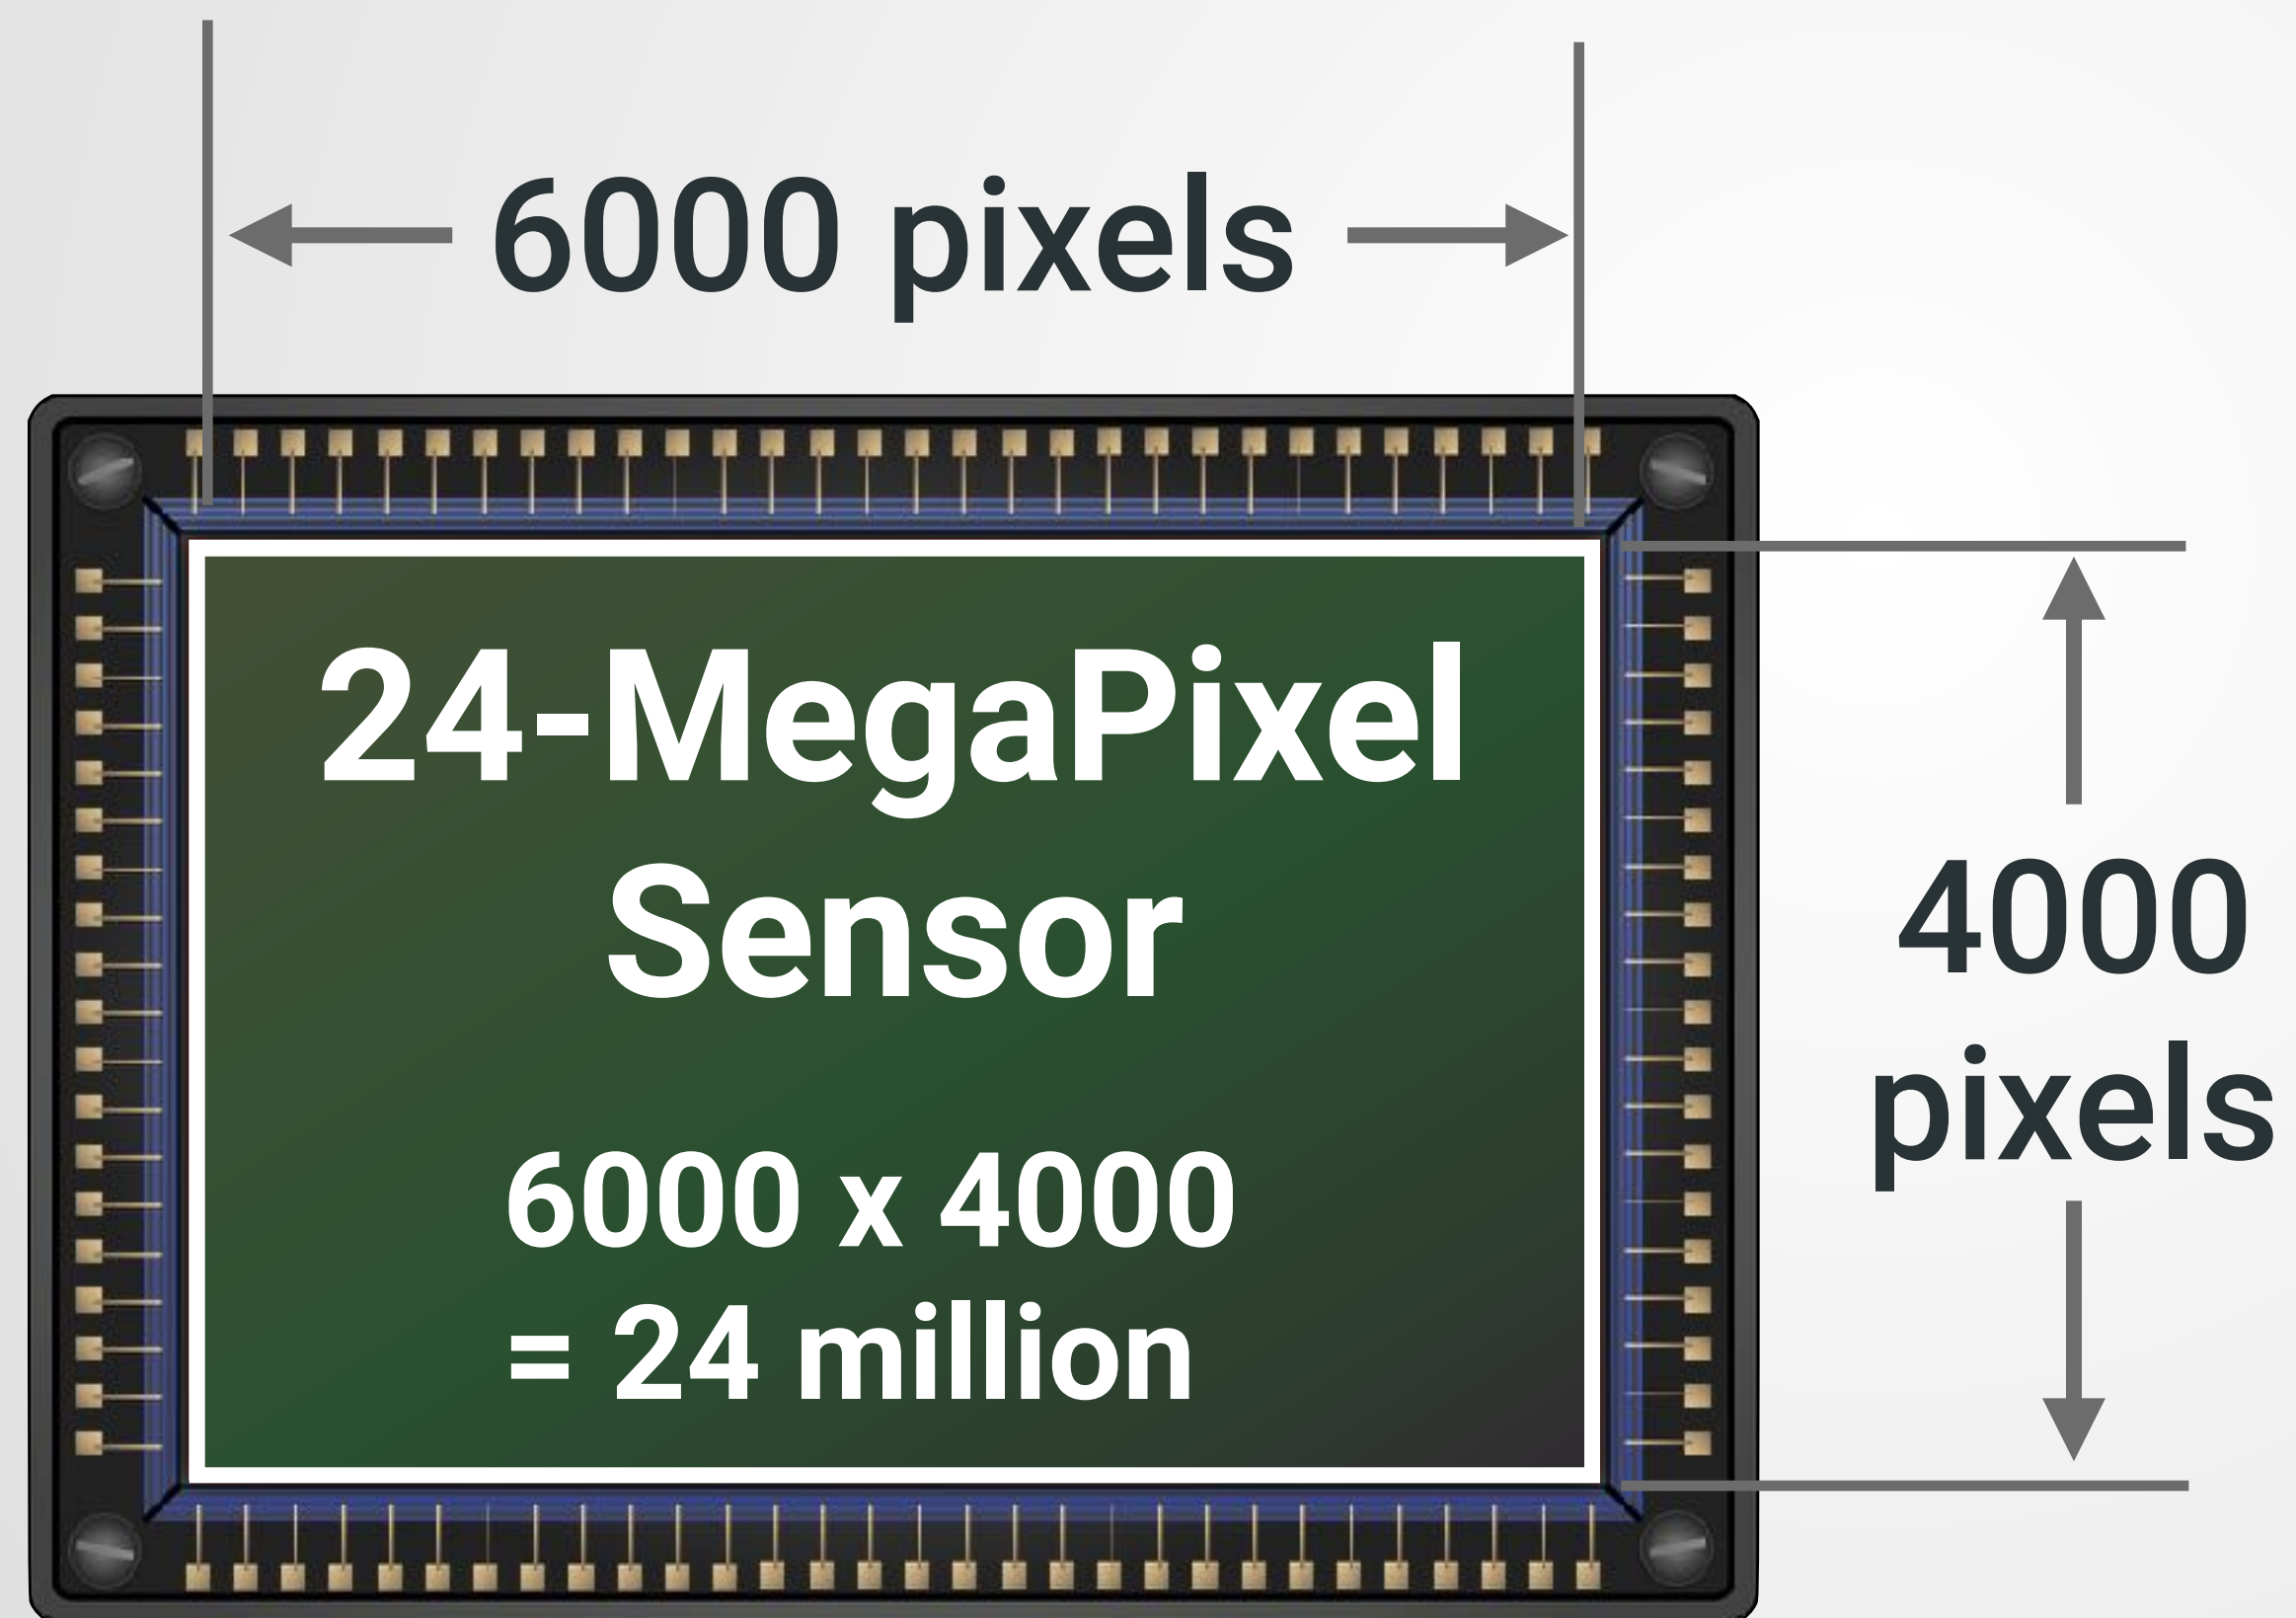 6000 pixels
24-MegaPixel
Sensor
6000 x 4000
= 24 million
4000
pixels